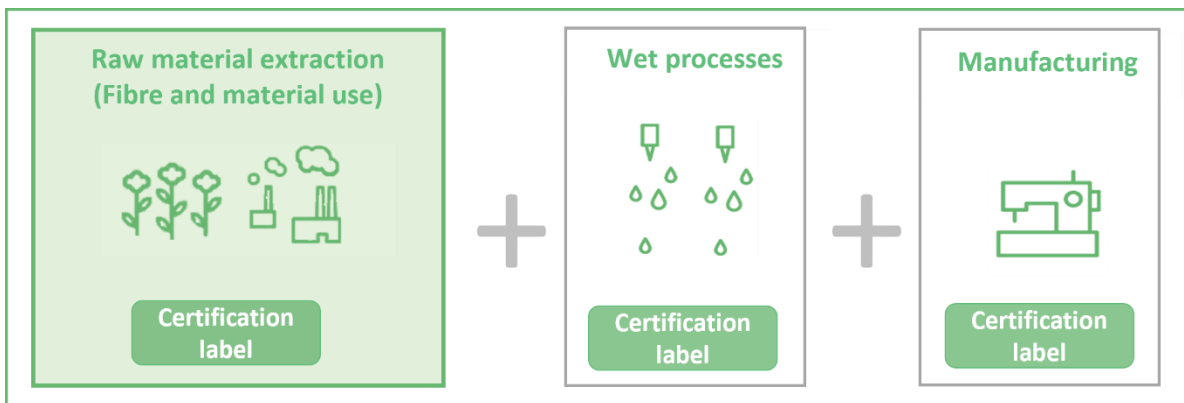 Raw material extraction
(Fibre and material use)
Certification
label
Wet processes
Certification
label
Manufacturing
Certification
label